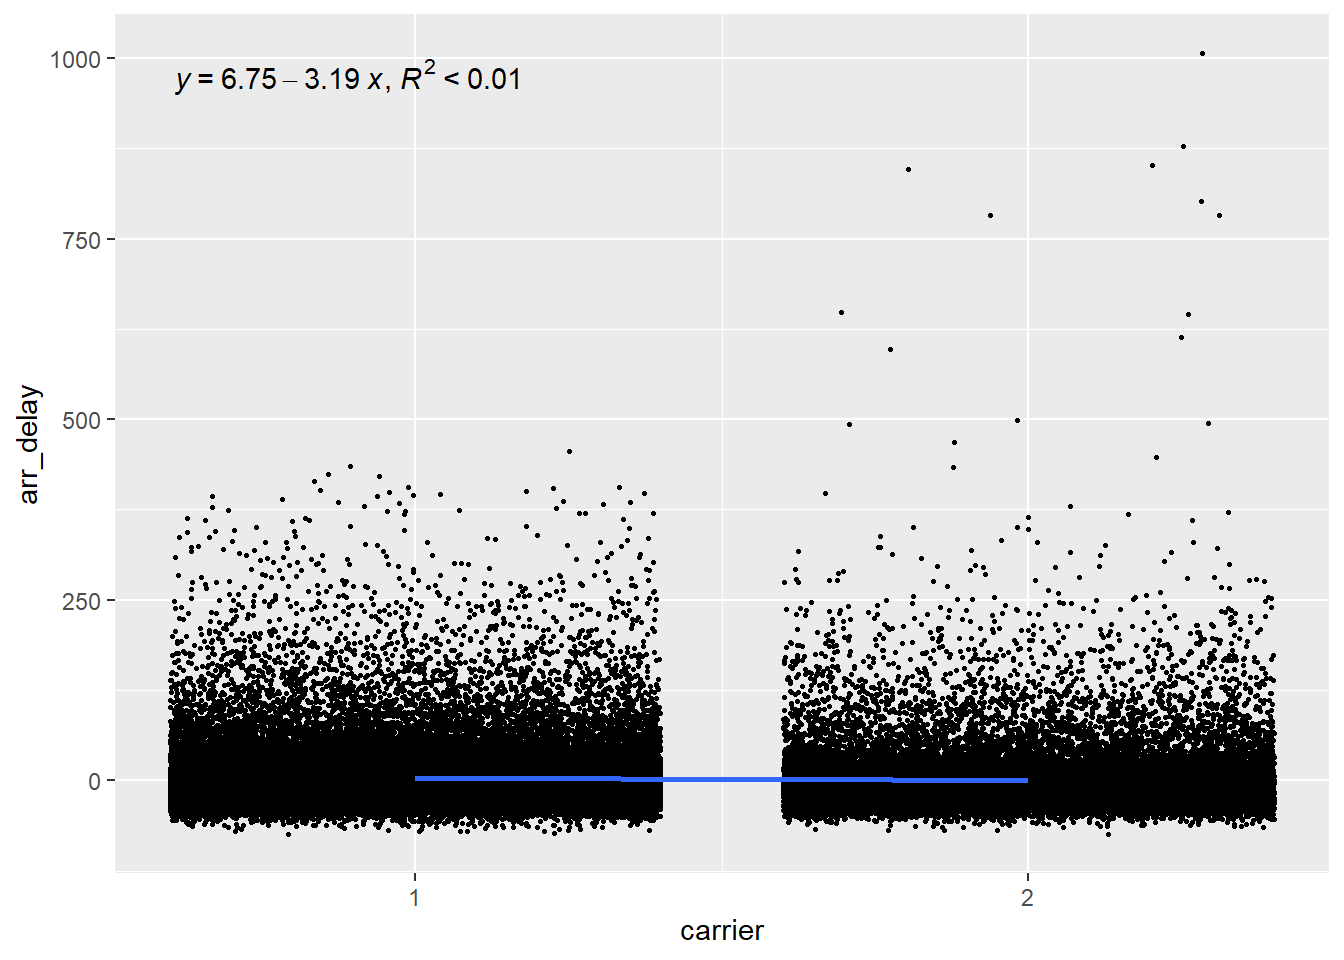 y = 6.75 − 3.19 x, R² < 0.01
1000
750
500
250
0
arr_delay
1 2
carrier